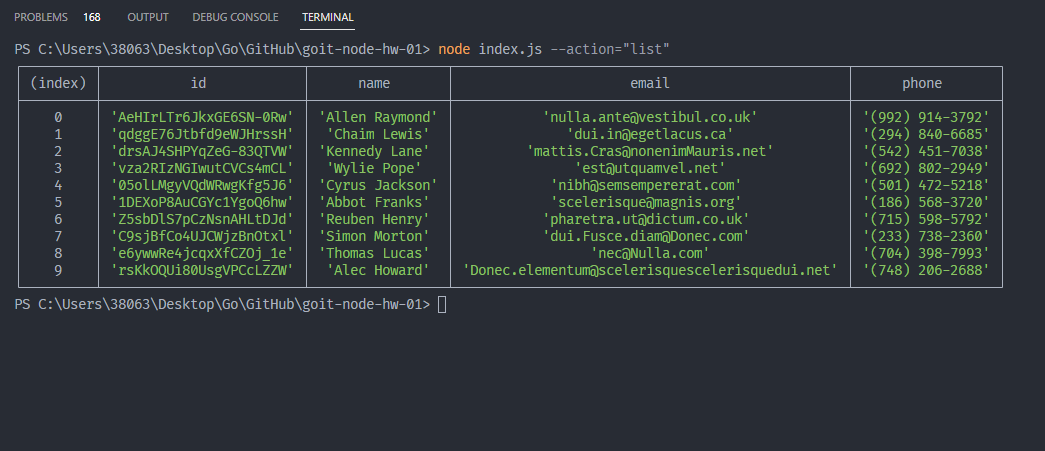 PROBLEMS 168 OUTPUT DEBUG CONSOLE TERMINAL
PS C:\Users\38063\Desktop\Go\GitHub\goit-node-hw-01> node index.js --action="list"
(index) id name email phone
0 'AeHIrLTr6JkxGE6SN-0Rw' 'Allen Raymond' 'nulla.ante@vestibul.co.uk' '(992) 914-3792'
1 'qdggE76Jtbfd9eWJHrssH' 'Chaim Lewis' 'dui.in@egetlacus.ca' '(294) 840-6685'
2 'drsAJ4SHPYqZeG-83QTVW' 'Kennedy Lane' 'mattis.Cras@nonenimMauris.net' '(542) 451-7038'
3 'vza2RIzNGIwutCVCs4mCL' 'Wylie Pope' 'est@utquamvel.net' '(692) 802-2949'
4 '05olLMgyVQdWRwgKfg5J6' 'Cyrus Jackson' 'nibh@semsempererat.com' '(501) 472-5218'
5 '1DEXoP8AuCGYc1YgoQ6hw' 'Abbot Franks' 'scelerisque@magnis.org' '(186) 568-3720'
6 'Z5sbDlS7pCzNsnAHLtDJd' 'Reuben Henry' 'pharetra.ut@dictum.co.uk' '(715) 598-5792'
7 'C9sjBfCo4UJCWjzBnOtxl' 'Simon Morton' 'dui.Fusce.diam@Donec.com' '(233) 738-2360'
8 'e6ywwRe4jcqxXfCZOj_1e' 'Thomas Lucas' 'nec@Nulla.com' '(704) 398-7993'
9 'rsKkOQUi80UsgVPCcLZZW' 'Alec Howard' 'Donec.elementum@scelerisquescelerisquedui.net' '(748) 206-2688'
PS C:\Users\38063\Desktop\Go\GitHub\goit-node-hw-01>